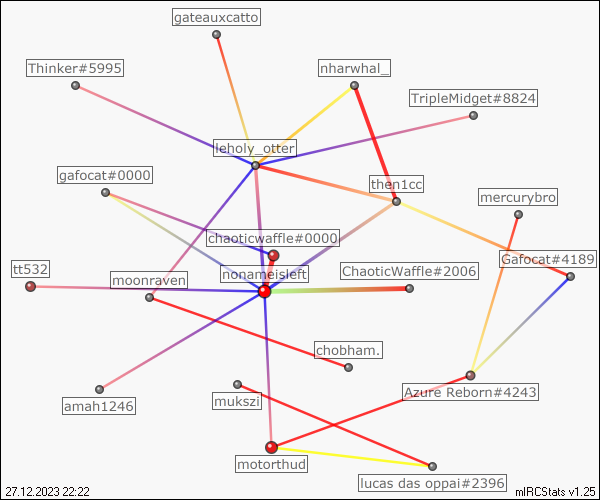 gateauxcatto
Thinker#5995
nharwhal_
TripleMidget#8824
leholy_otter
gafocat#0000
then1cc
mercurybro
chaoticwaffle#0000
Gafocat#4189
tt532
moonraven
nonameisleft
ChaoticWaffle#2006
chobham.
Azure Reborn#4243
amah1246
mukszi
motorthud
lucas das oppai#2396
27.12.2023 22:22
mIRCStats v1.25